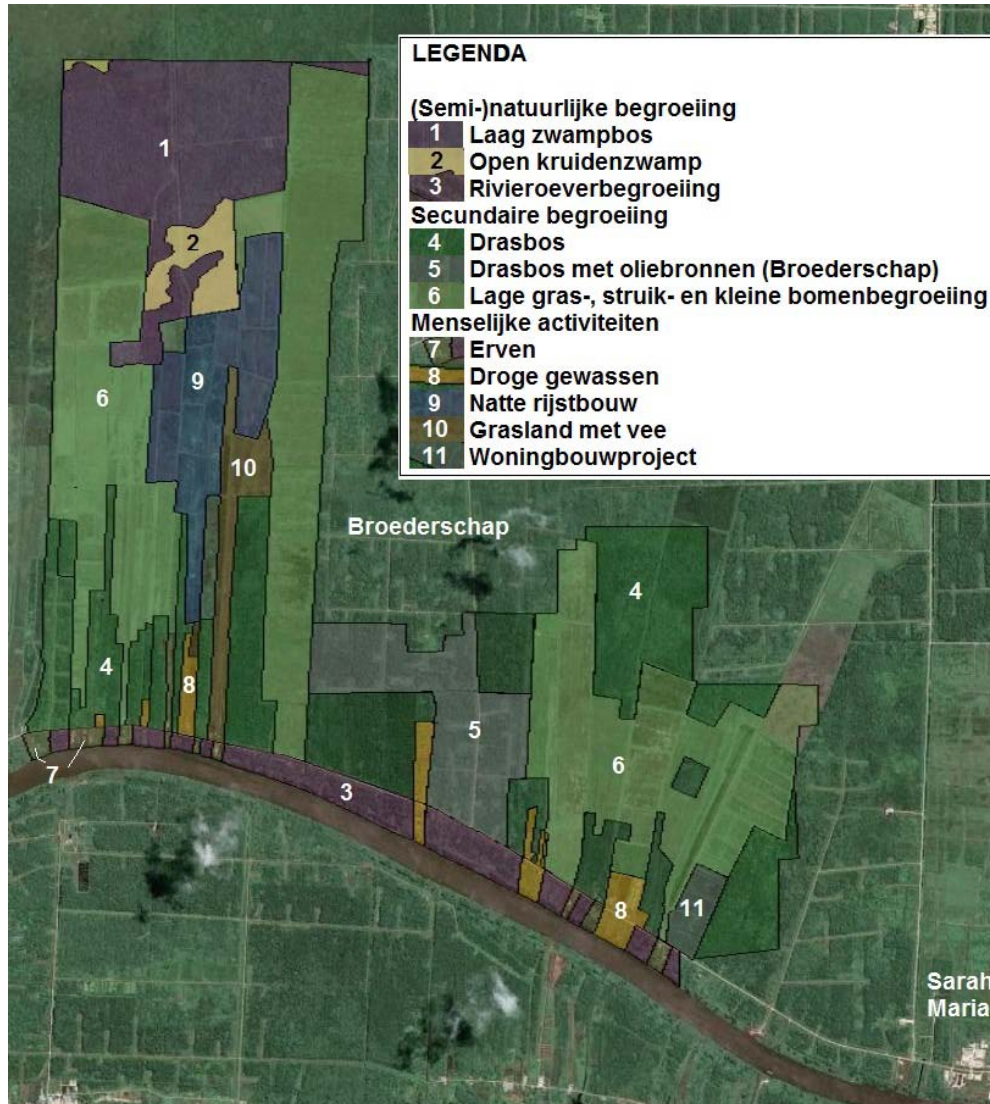 LEGENDA
(Semi-)natuurlijke begroeiing
1 Laag zwampbos
2 Open kruidenzwamp
3 Rivieroeverbegroeiing
Secundaire begroeiing
4 Drasbos
5 Drasbos met oliebronnen (Broederschap)
6 Lage gras-, struik- en kleine bomenbegroeiing
Menselijke activiteiten
7 Erven
8 Droge gewassen
9 Natte rijstbouw
10 Grasland met vee
11 Woningbouwproject
1
2
9
6
10
Broederschap
4
4
8
5
6
7
3
8
11
Sarah
Maria